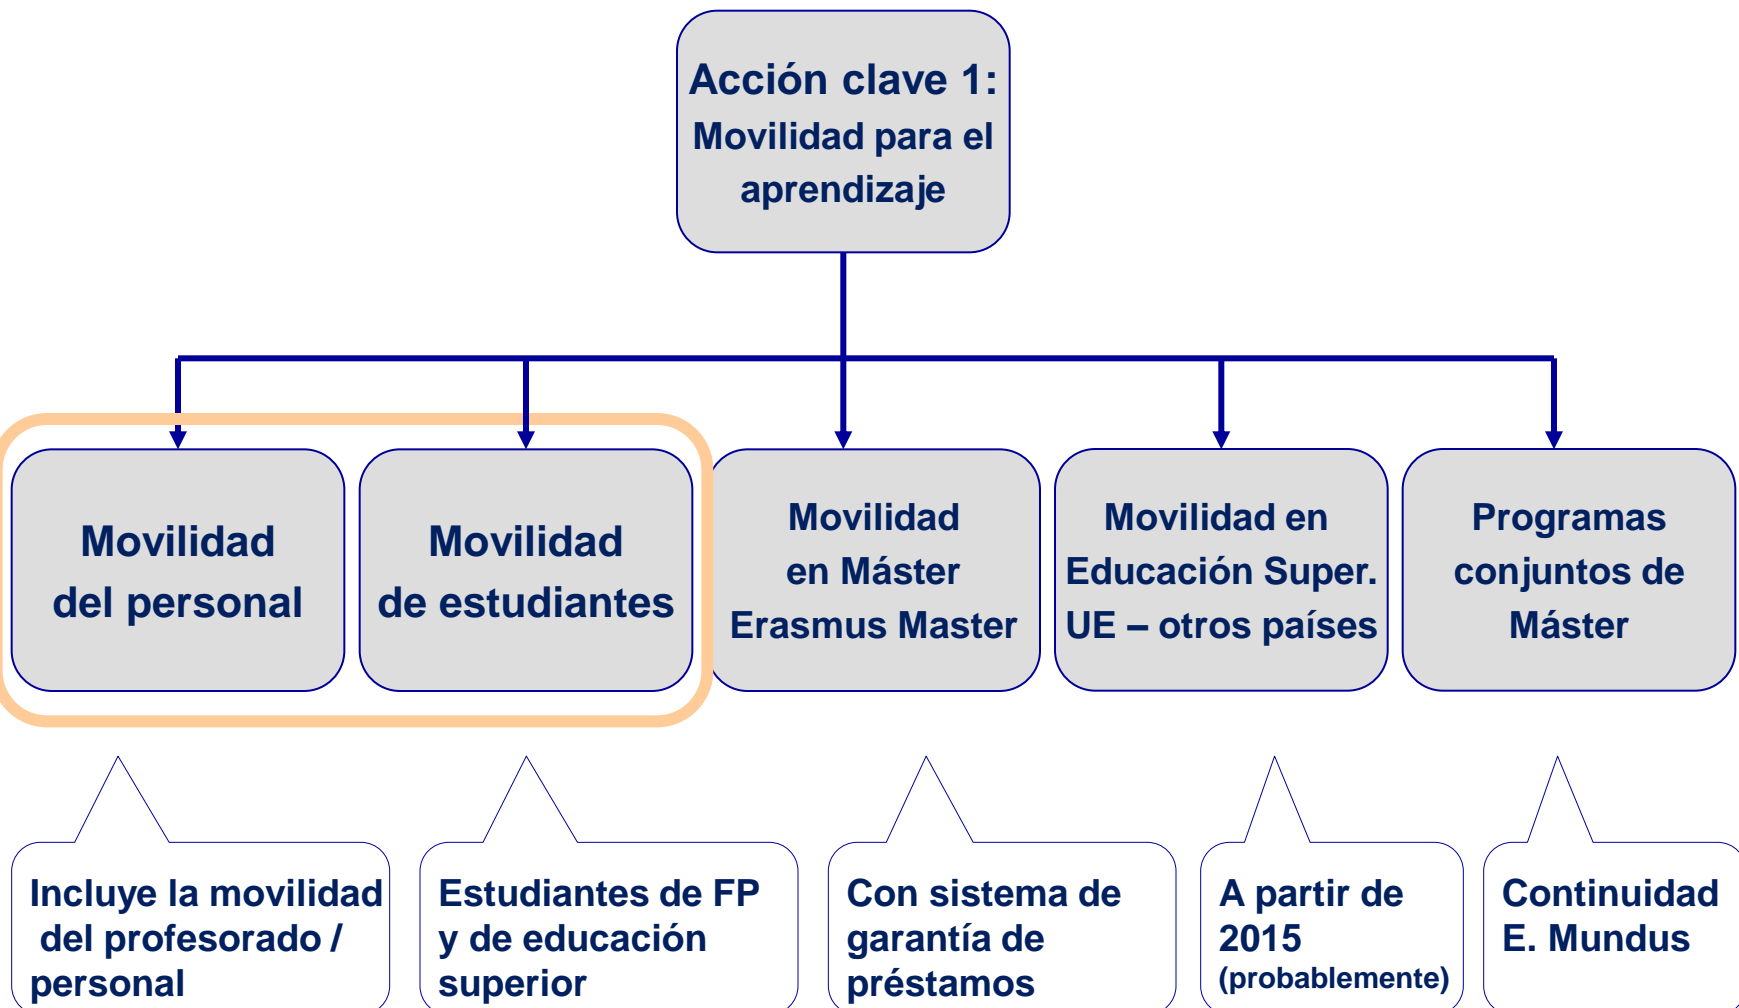 Acción clave 1:
Movilidad para el
aprendizaje
Movilidad
del personal
Movilidad
de estudiantes
Movilidad
en Máster
Erasmus Master
Movilidad en
Educación Super.
UE – otros países
Programas
conjuntos de
Máster
Incluye la movilidad
del profesorado /
personal
Estudiantes de FP
y de educación
superior
Con sistema de
garantía de
préstamos
A partir de
2015
(probablemente)
Continuidad
E. Mundus